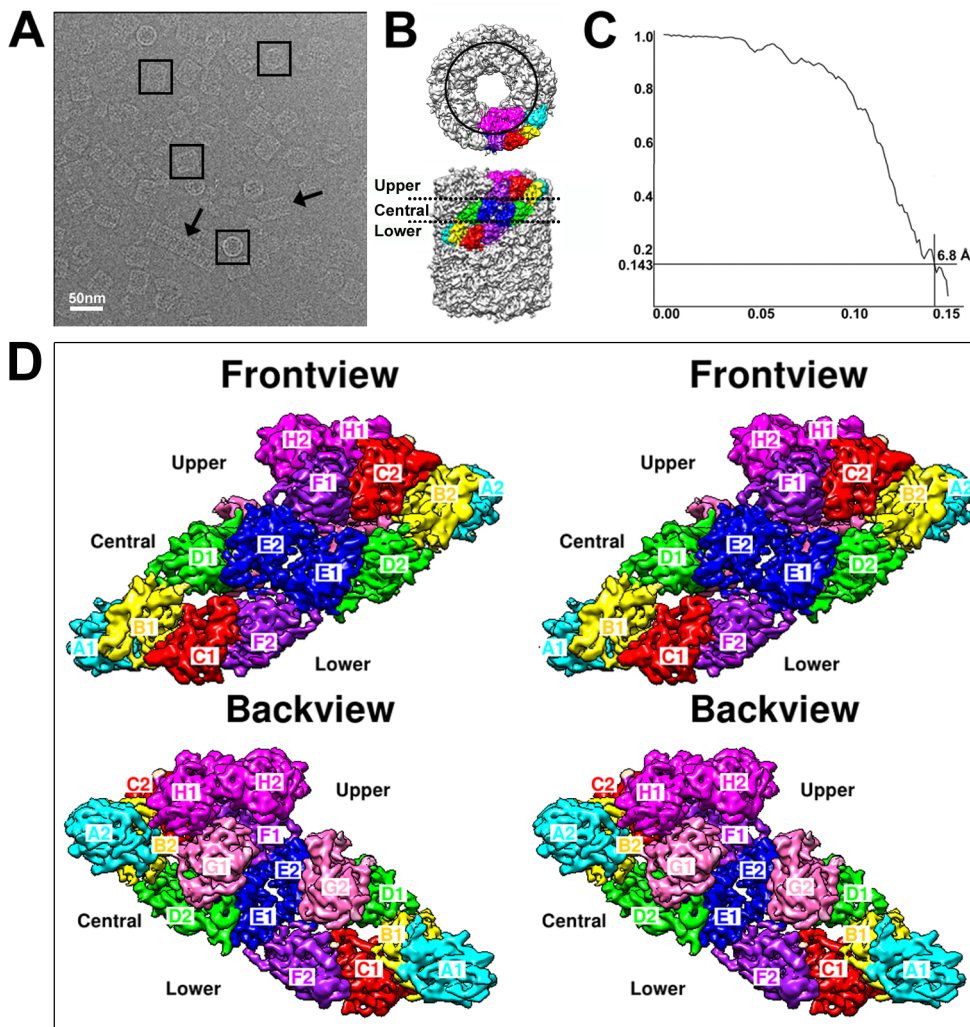 A
50nm
B
Upper
Central
Lower
C
1.0
0.8
0.6
0.4
0.2
0.143
6.8 Å
0.00
0.05
0.10
0.15
D
Frontview
Upper
Central
Lower
H2
H1
F1
C2
B2
A2
E2
D1
E1
D2
B1
A1
C1
F2
Frontview
Upper
Central
Lower
H2
H1
F1
C2
B2
A2
E2
D1
E1
D2
B1
A1
C1
F2
Backview
Upper
Central
Lower
C2
H1
H2
A2
F1
B2
G1
E2
G2
D1
D2
E1
B1
F2
C1
A1
Backview
Upper
Central
Lower
C2
H1
H2
A2
F1
B2
G1
E2
G2
D1
D2
E1
B1
F2
C1
A1